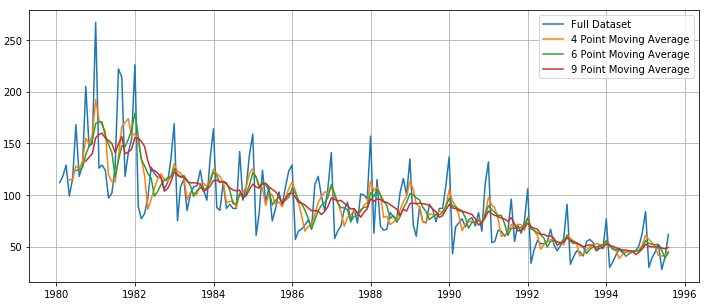 Full Dataset
4 Point Moving Average
6 Point Moving Average
9 Point Moving Average
250
200
150
100
50
1980 1982 1984 1986 1988 1990 1992 1994 1996